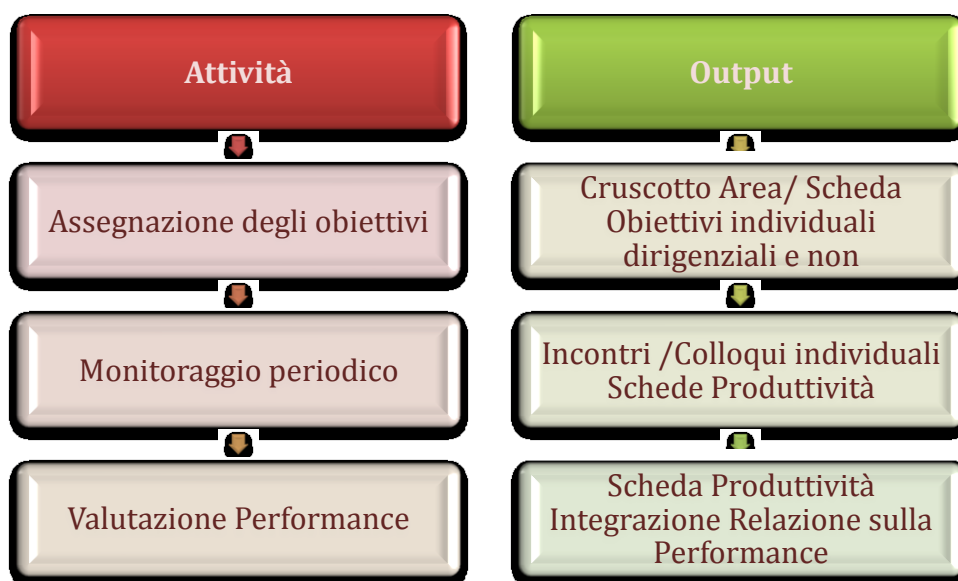 Attività
Assegnazione degli obiettivi
Monitoraggio periodico
Valutazione Performance
Output
Cruscotto Area/ Scheda
Obiettivi individuali
dirigenziali e non
Incontri /Colloqui individuali
Schede Produttività
Scheda Produttività
Integrazione Relazione sulla
Performance